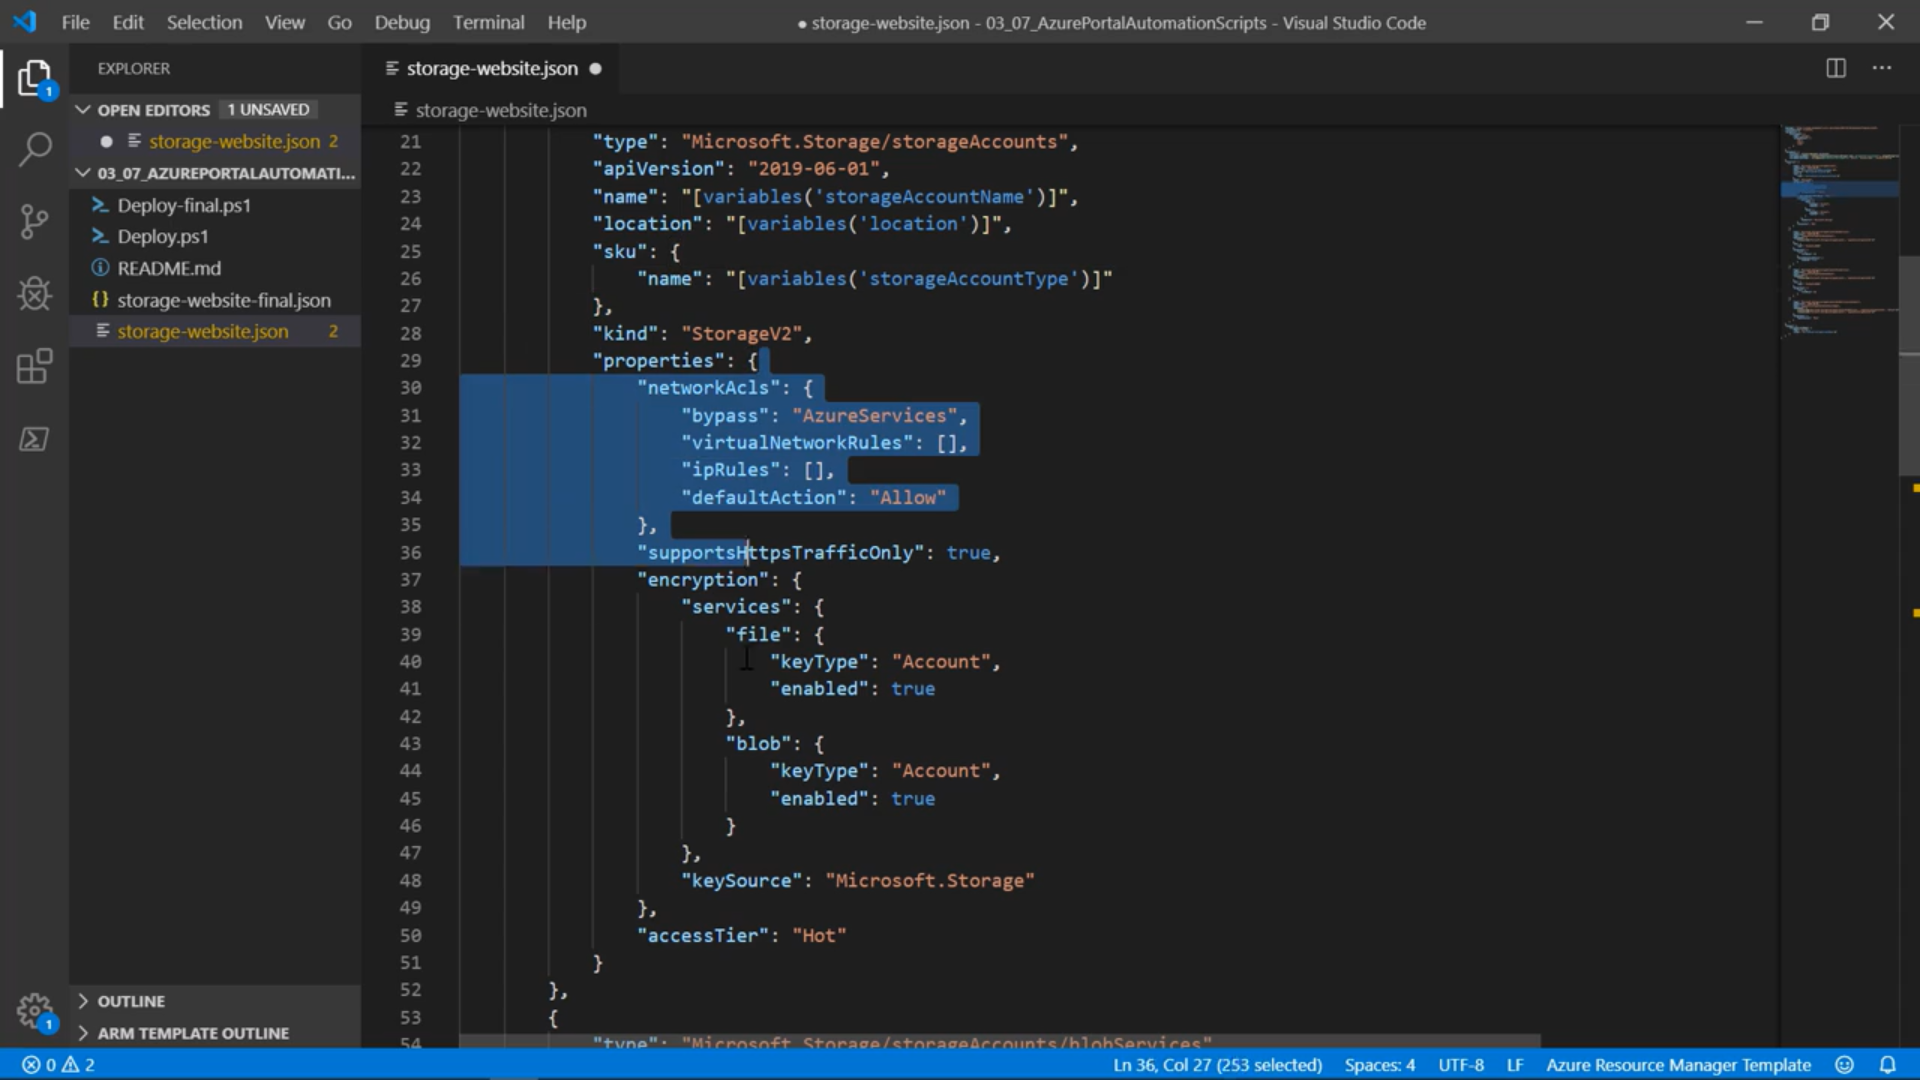 File Edit Selection View Go Debug Terminal Help
● storage-website.json - 03_07_AzurePortalAutomationScripts - Visual Studio Code
EXPLORER
OPEN EDITORS 1 UNSAVED
storage-website.json 2
03_07_AZUREPORTALAUTOMATI...
Deploy-final.ps1
Deploy.ps1
README.md
storage-website-final.json
storage-website.json 2
OUTLINE
ARM TEMPLATE OUTLINE
1
1
storage-website.json
storage-website.json
21 "type": "Microsoft.Storage/storageAccounts",
22 "apiVersion": "2019-06-01",
23 "name": "[variables('storageAccountName')]",
24 "location": "[variables('location')]",
25 "sku": {
26 "name": "[variables('storageAccountType')]"
27 },
28 "kind": "StorageV2",
29 "properties": {
30 "networkAcls": {
31 "bypass": "AzureServices",
32 "virtualNetworkRules": [],
33 "ipRules": [],
34 "defaultAction": "Allow"
35 },
36 "supportsHttpsTrafficOnly": true,
37 "encryption": {
38 "services": {
39 "file": {
40 "keyType": "Account",
41 "enabled": true
42 },
43 "blob": {
44 "keyType": "Account",
45 "enabled": true
46 }
47 },
48 "keySource": "Microsoft.Storage"
49 },
50 "accessTier": "Hot"
51 }
52 },
53 {
54 "type": "Microsoft.Storage/storageAccounts/blobServices"
0 2
Ln 36, Col 27 (253 selected) Spaces: 4 UTF-8 LF Azure Resource Manager Template